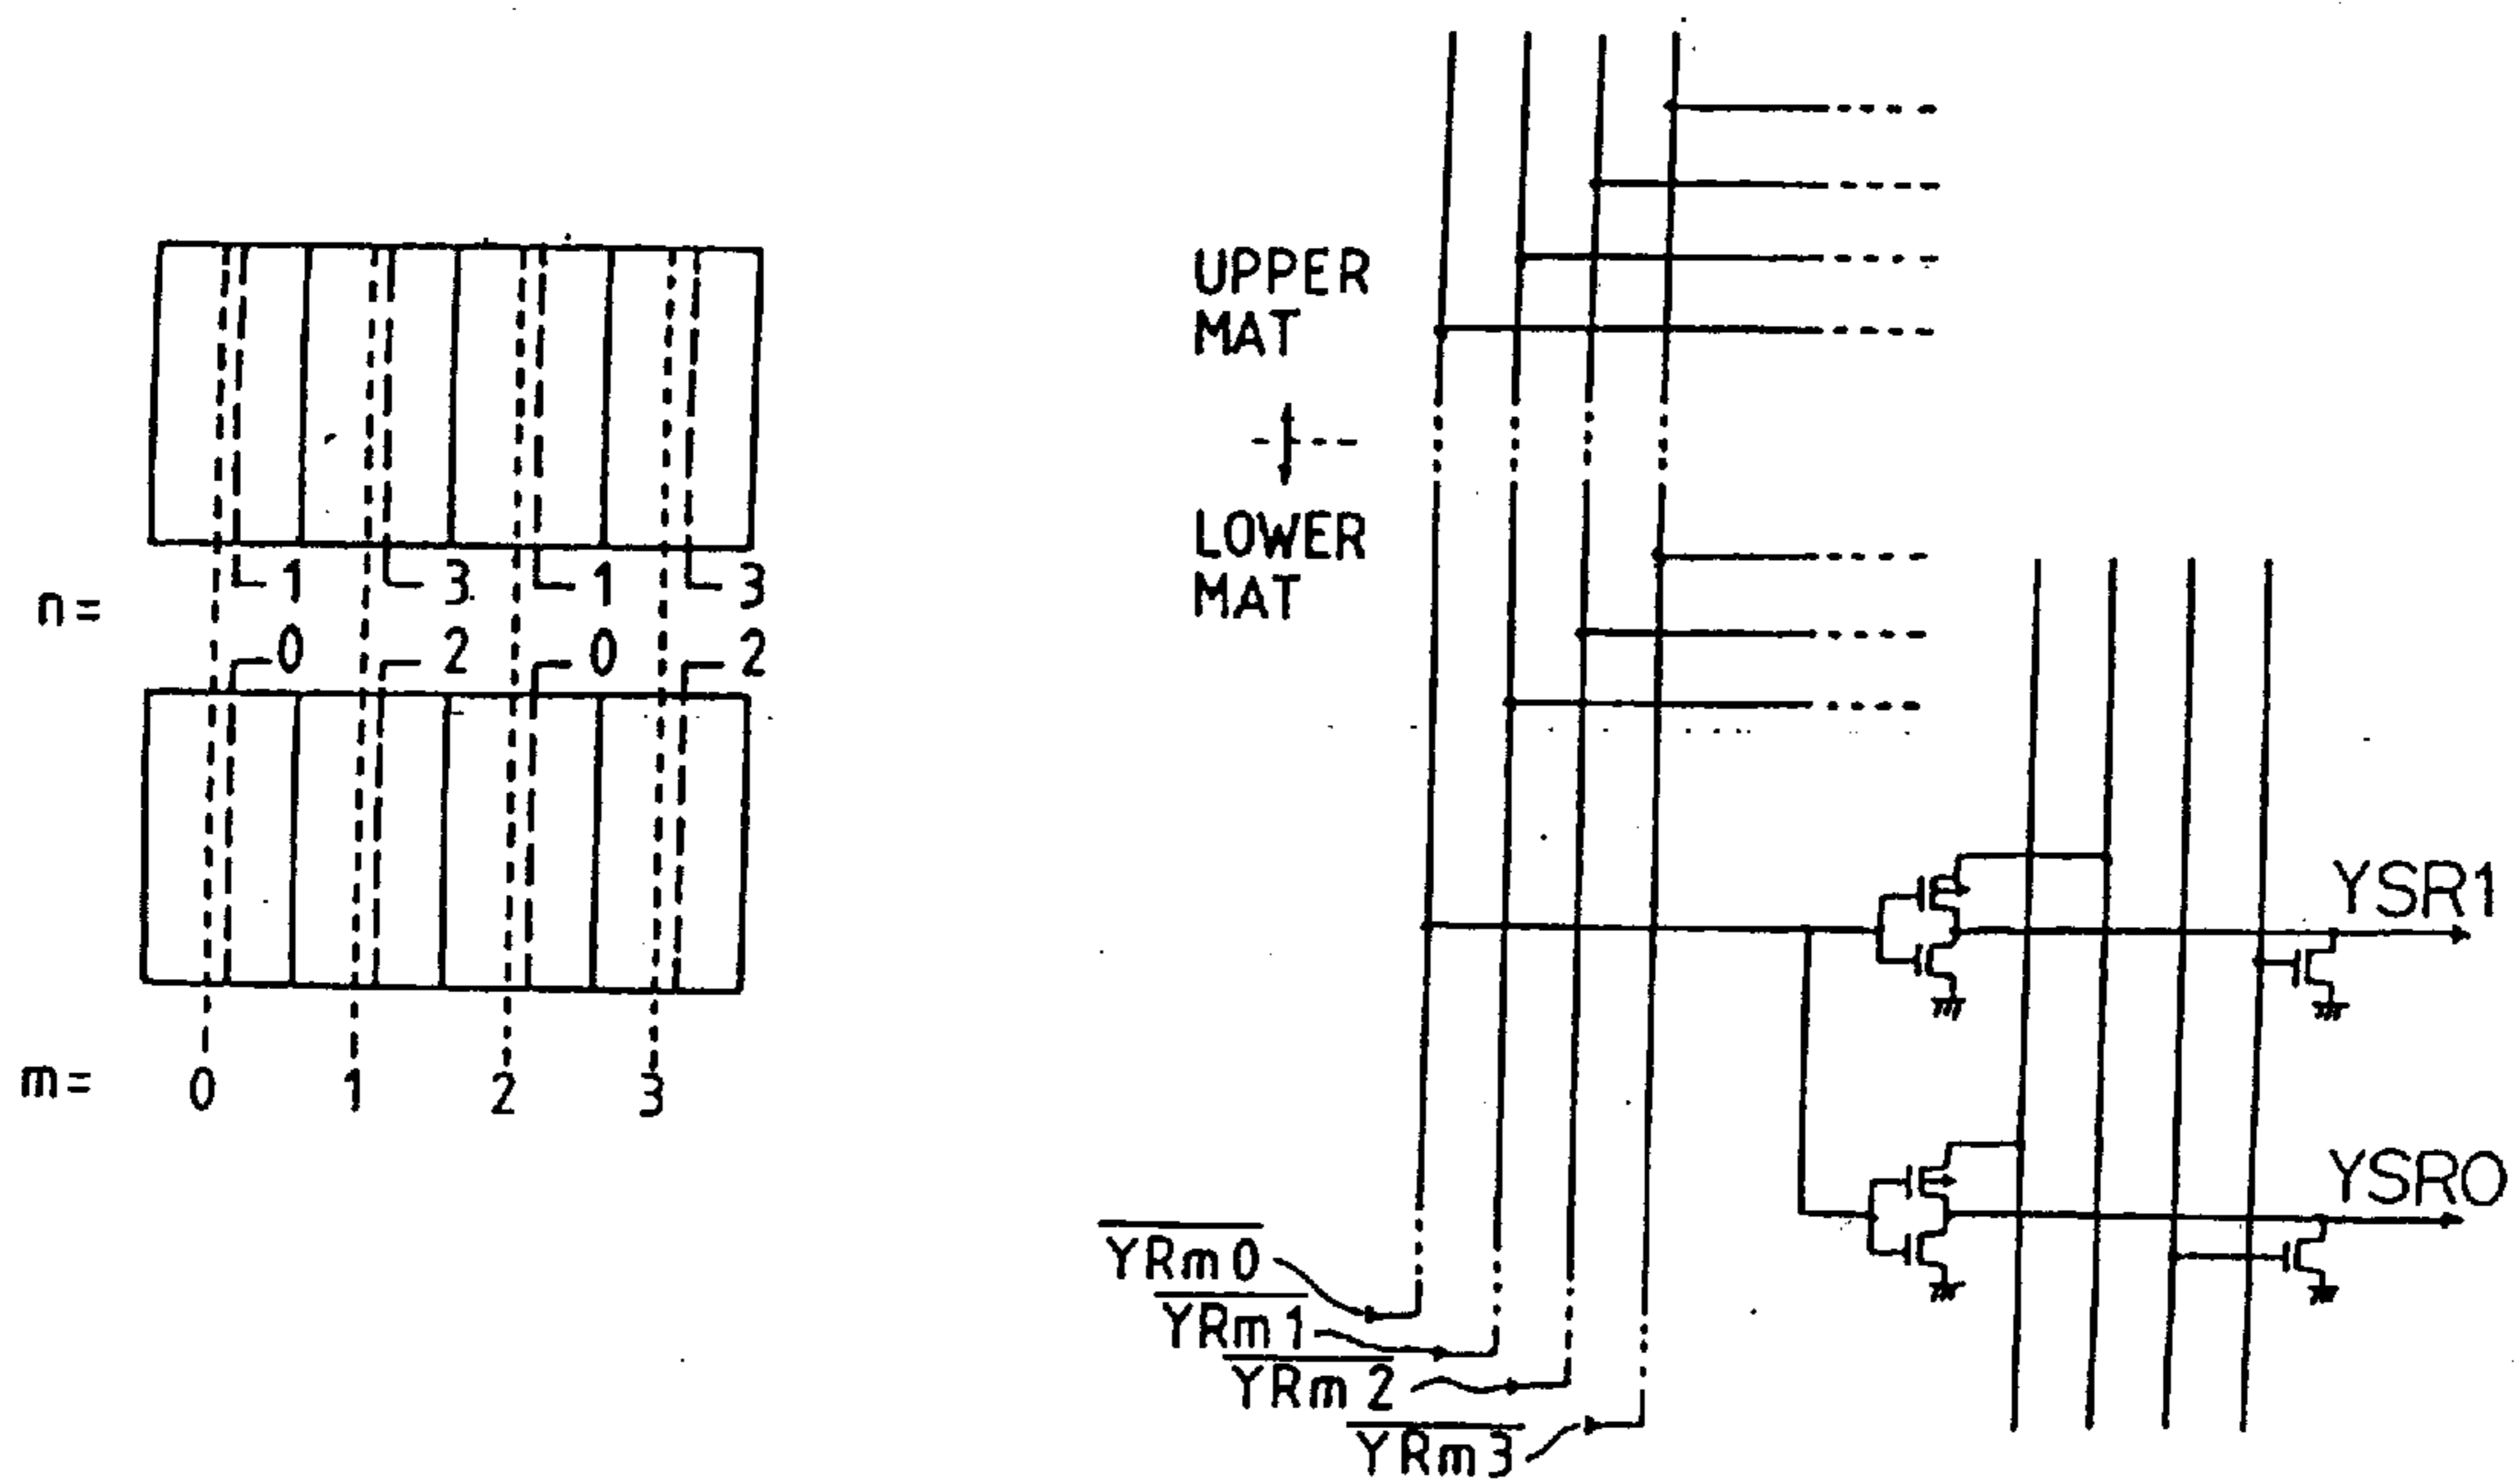 n=
1 3 1 3
0 2 0 2
m=
0 1 2 3
UPPER
MAT
LOWER
MAT
YSR1
YSR0
YRm0
YRm1
YRm2
YRm3